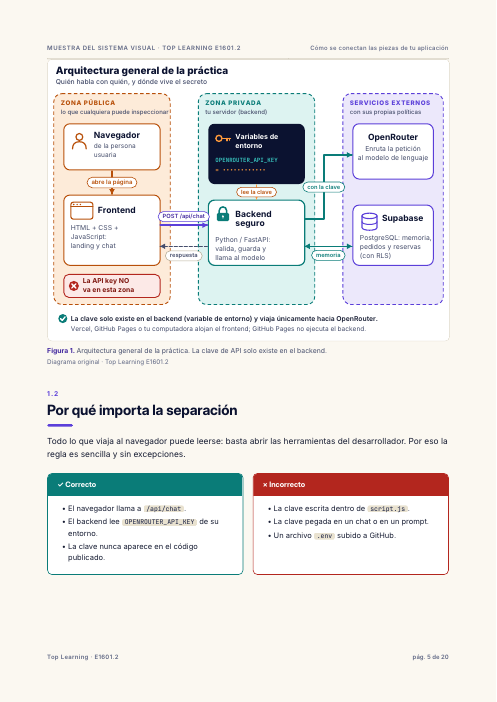 MUESTRA DEL SISTEMA VISUAL · TOP LEARNING E1601.2
Cómo se conectan las piezas de tu aplicación
Arquitectura general de la práctica
Quién habla con quién, y dónde vive el secreto
ZONA PÚBLICA
lo que cualquiera puede inspeccionar
Navegador
de la persona
usuaria
abre la página
Frontend
HTML + CSS +
JavaScript:
landing y chat
La API key NO
va en esta zona
POST /api/chat
respuesta
ZONA PRIVADA
tu servidor (backend)
Variables de
entorno
OPENROUTER_API_KEY
= ••••••••••••
lee la clave
Backend
seguro
Python / FastAPI:
valida, guarda y
llama al modelo
con la clave
memoria
SERVICIOS EXTERNOS
con sus propias políticas
OpenRouter
Enruta la petición
al modelo de lenguaje
Supabase
PostgreSQL: memoria,
pedidos y reservas
(con RLS)
La clave solo existe en el backend (variable de entorno) y viaja únicamente hacia OpenRouter.
Vercel, GitHub Pages o tu computadora alojan el frontend; GitHub Pages no ejecuta el backend.
Figura 1. Arquitectura general de la práctica. La clave de API solo existe en el backend.
Diagrama original · Top Learning E1601.2
1.2
Por qué importa la separación
Todo lo que viaja al navegador puede leerse: basta abrir las herramientas del desarrollador. Por eso la
regla es sencilla y sin excepciones.
✓ Correcto
• El navegador llama a /api/chat.
• El backend lee OPENROUTER_API_KEY de su
entorno.
• La clave nunca aparece en el código
publicado.
× Incorrecto
• La clave escrita dentro de script.js.
• La clave pegada en un chat o en un prompt.
• Un archivo .env subido a GitHub.
Top Learning · E1601.2
pág. 5 de 20